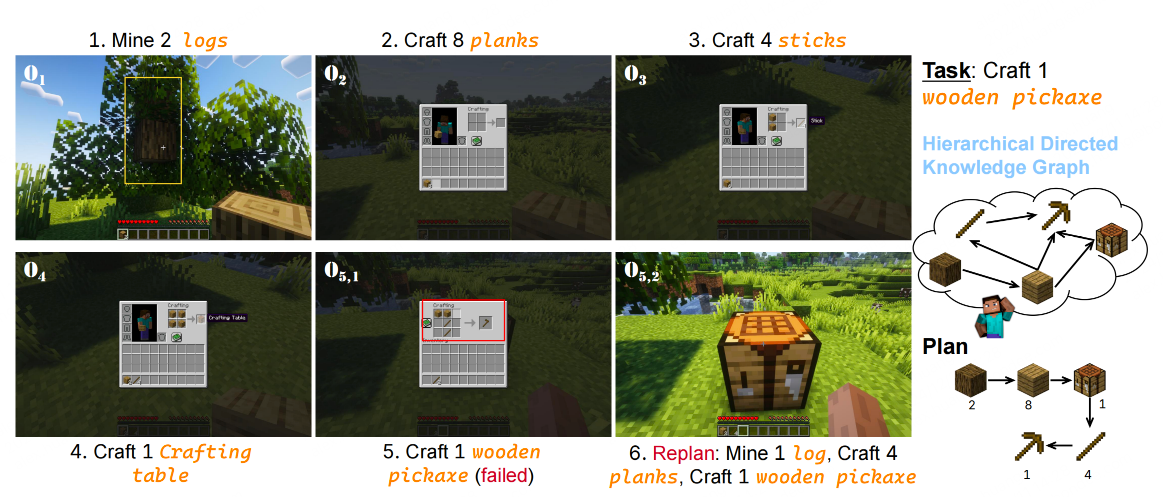 1. Mine 2 logs
2. Craft 8 planks
3. Craft 4 sticks
O1
O2
Crafting
O3
Crafting
Stick
Task: Craft 1
wooden pickaxe
Hierarchical Directed
Knowledge Graph
O4
Crafting
Crafting Table
O5,1
Crafting
Inventory
O5,2
Plan
2
8
1
1
4
4. Craft 1 Crafting
table
5. Craft 1 wooden
pickaxe (failed)
6. Replan: Mine 1 log, Craft 4
planks, Craft 1 wooden pickaxe